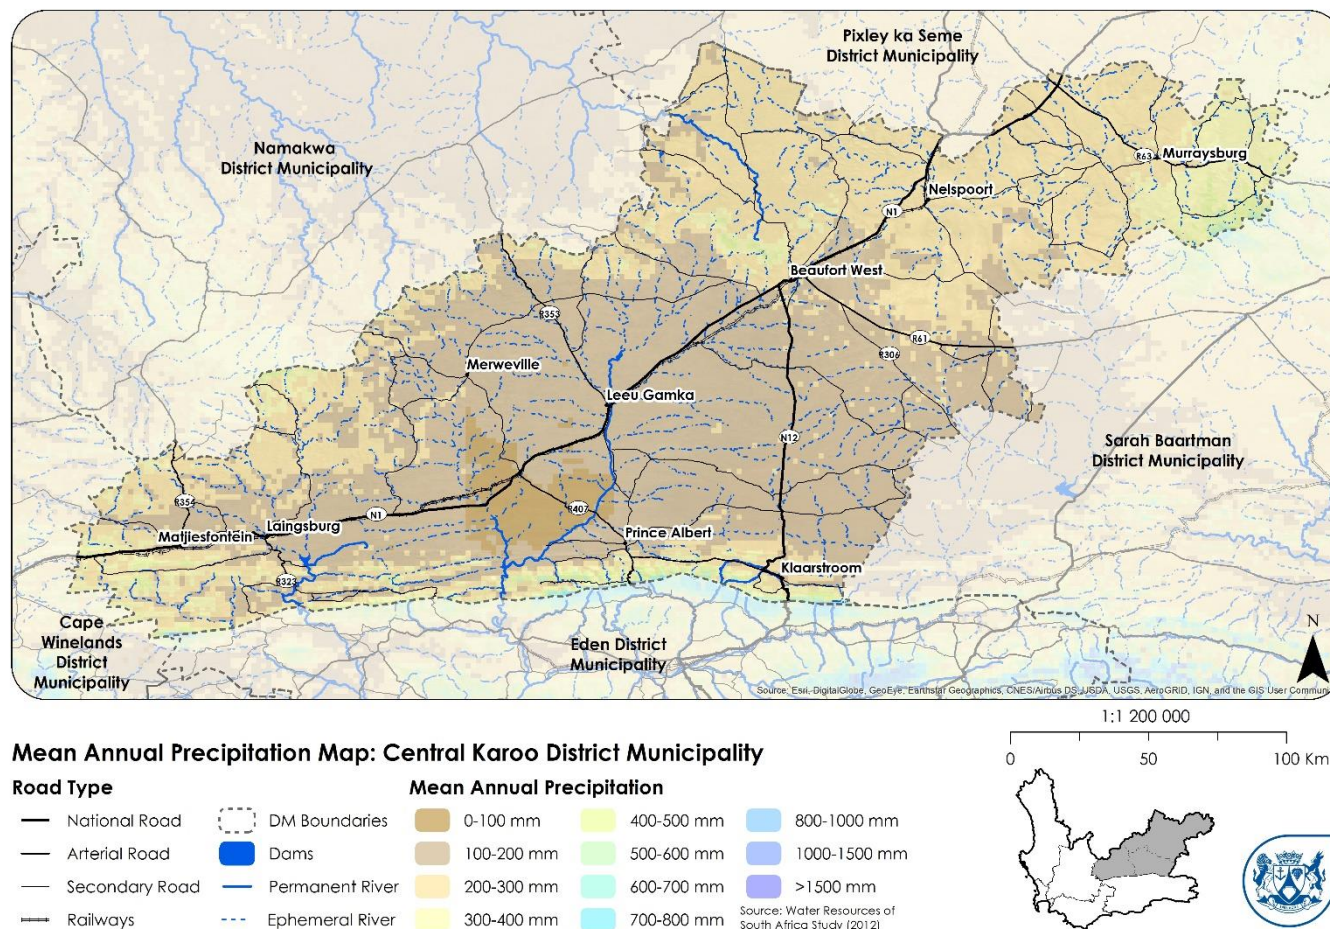 Pixley ka Seme
District Municipality
Namakwa
District Municipality
R63
Murraysburg
Nelspoort
N1
Beaufort West
R353
R61
R306
Merweville
Leeu Gamka
N12
Sarah Baartman
District Municipality
R354
N1
R407
Laingsburg
Matjiesfontein
Prince Albert
Klaarstroom
R323
Cape
Winelands
District
Municipality
Eden District
Municipality
N
Source: Esri, DigitalGlobe, GeoEye, Earthstar Geographics, CNES/Airbus DS, USDA, USGS, AeroGRID, IGN, and the GIS User Commun
1:1 200 000
0 50 100 Km
Mean Annual Precipitation Map: Central Karoo District Municipality
Road Type
National Road
Arterial Road
Secondary Road
Railways
DM Boundaries
Dams
Permanent River
Ephemeral River
Mean Annual Precipitation
0-100 mm
100-200 mm
200-300 mm
300-400 mm
400-500 mm
500-600 mm
600-700 mm
700-800 mm
800-1000 mm
1000-1500 mm
>1500 mm
Source: Water Resources of
South Africa Study (2012)